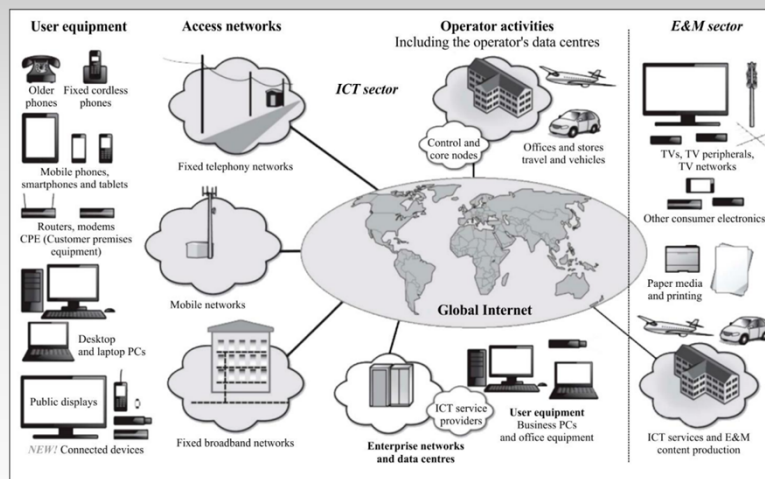 User equipment
Older
phones
Fixed cordless
phones
Mobile phones,
smartphones and tablets
Routers, modems
CPE (Customer premises
equipment)
Desktop
and laptop PCs
Public displays
NEW! Connected devices
Access networks
Fixed telephony networks
Mobile networks
Fixed broadband networks
ICT sector
Operator activities
Including the operator's data centres
Control and
core nodes
Offices and stores
travel and vehicles
Global Internet
Enterprise networks
and data centres
ICT service
providers
User equipment
Business PCs
and office equipment
E&M sector
TVs, TV peripherals,
TV networks
Other consumer electronics
Paper media
and printing
ICT services and E&M
content production